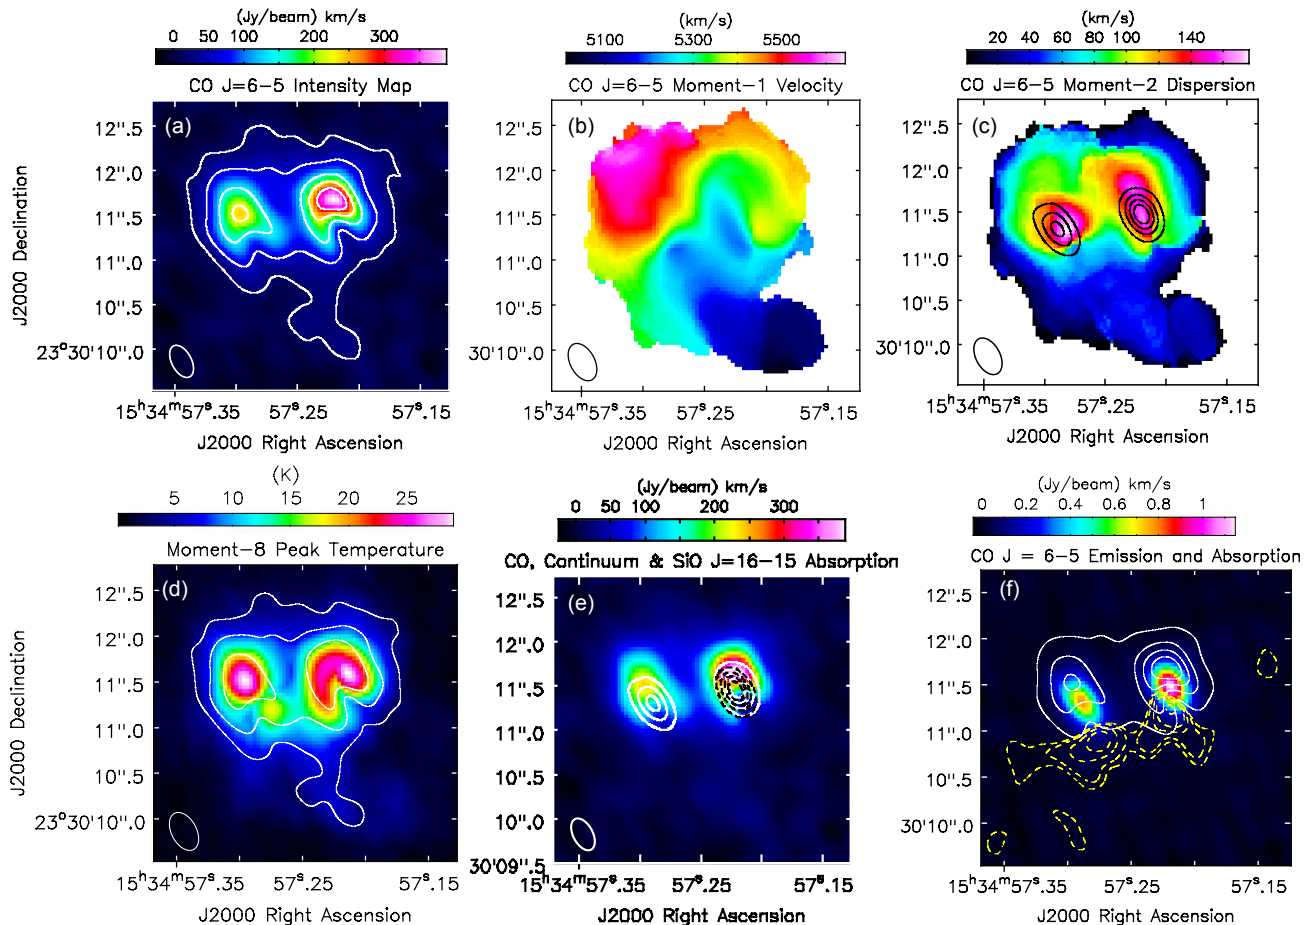 (Jy/beam) km/s
0 50 100 200 300
CO J=6-5 Intensity Map
(a)
12".5
12".0
11".5
11".0
10".5
23°30'10".0
J2000 Declination
15h34m57s.35 57s.25 57s.15
J2000 Right Ascension
(km/s)
5100 5300 5500
CO J=6-5 Moment-1 Velocity
(b)
12".5
12".0
11".5
11".0
10".5
30'10".0
15h34m57s.35 57s.25 57s.15
J2000 Right Ascension
(km/s)
20 40 60 80 110 140
CO J=6-5 Moment-2 Dispersion
(c)
12".5
12".0
11".5
11".0
10".5
30'10".0
15h34m57s.35 57s.25 57s.15
J2000 Right Ascension
(K)
5 10 15 20 25
Moment-8 Peak Temperature
(d)
12".5
12".0
11".5
11".0
10".5
23°30'10".0
J2000 Declination
15h34m57s.35 57s.25 57s.15
J2000 Right Ascension
(Jy/beam) km/s
0 50 100 200 300
CO, Continuum & SiO J=16-15 Absorption
(e)
12".5
12".0
11".5
11".0
10".5
10".0
30'09".5
15h34m57s.35 57s.25 57s.15
J2000 Right Ascension
(Jy/beam) km/s
0 0.2 0.4 0.6 0.8 1
CO J = 6-5 Emission and Absorption
(f)
12".5
12".0
11".5
11".0
10".5
30'10".0
15h34m57s.35 57s.25 57s.15
J2000 Right Ascension